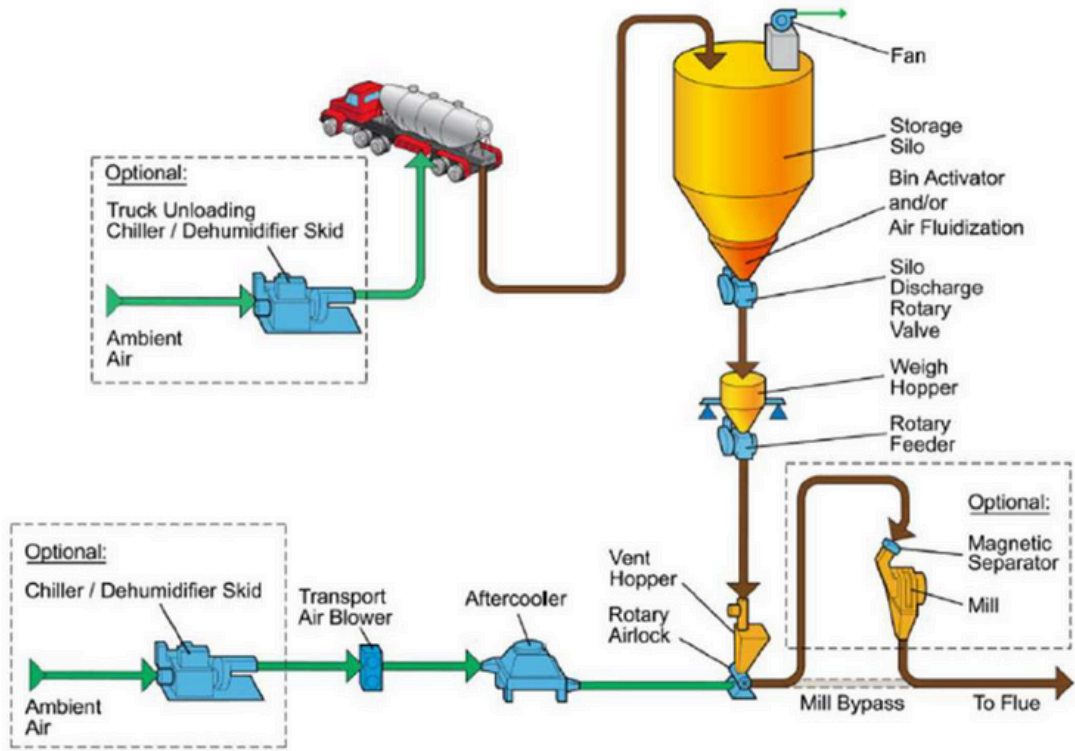 Fan
Storage
Silo
Bin Activator
and/or
Air Fluidization
Silo
Discharge
Rotary
Valve
Weigh
Hopper
Rotary
Feeder
Optional:
Truck Unloading
Chiller / Dehumidifier Skid
Ambient
Air
Optional:
Magnetic
Separator
Mill
Optional:
Chiller / Dehumidifier Skid
Ambient
Air
Transport
Air Blower
Aftercooler
Vent
Hopper
Rotary
Airlock
Mill Bypass
To Flue